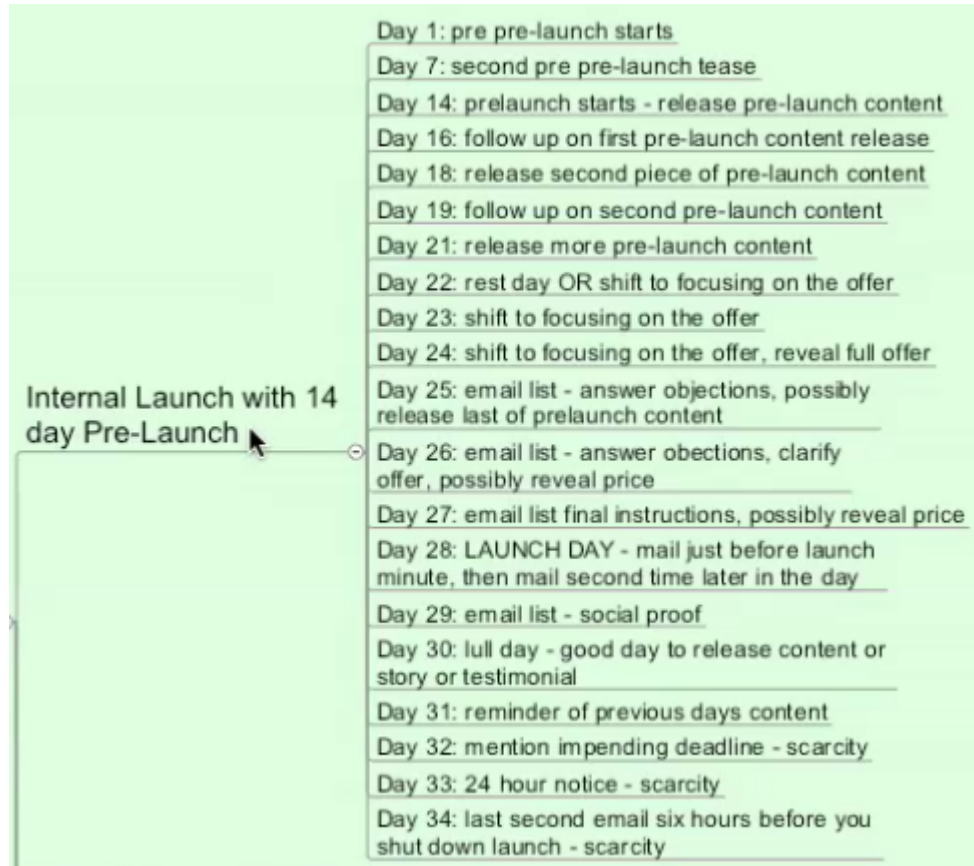 Internal Launch with 14
day Pre-Launch
Day 1: pre pre-launch starts
Day 7: second pre pre-launch tease
Day 14: prelaunch starts - release pre-launch content
Day 16: follow up on first pre-launch content release
Day 18: release second piece of pre-launch content
Day 19: follow up on second pre-launch content
Day 21: release more pre-launch content
Day 22: rest day OR shift to focusing on the offer
Day 23: shift to focusing on the offer
Day 24: shift to focusing on the offer, reveal full offer
Day 25: email list - answer objections, possibly
release last of prelaunch content
Day 26: email list - answer obections, clarify
offer, possibly reveal price
Day 27: email list final instructions, possibly reveal price
Day 28: LAUNCH DAY - mail just before launch
minute, then mail second time later in the day
Day 29: email list - social proof
Day 30: lull day - good day to release content or
story or testimonial
Day 31: reminder of previous days content
Day 32: mention impending deadline - scarcity
Day 33: 24 hour notice - scarcity
Day 34: last second email six hours before you
shut down launch - scarcity